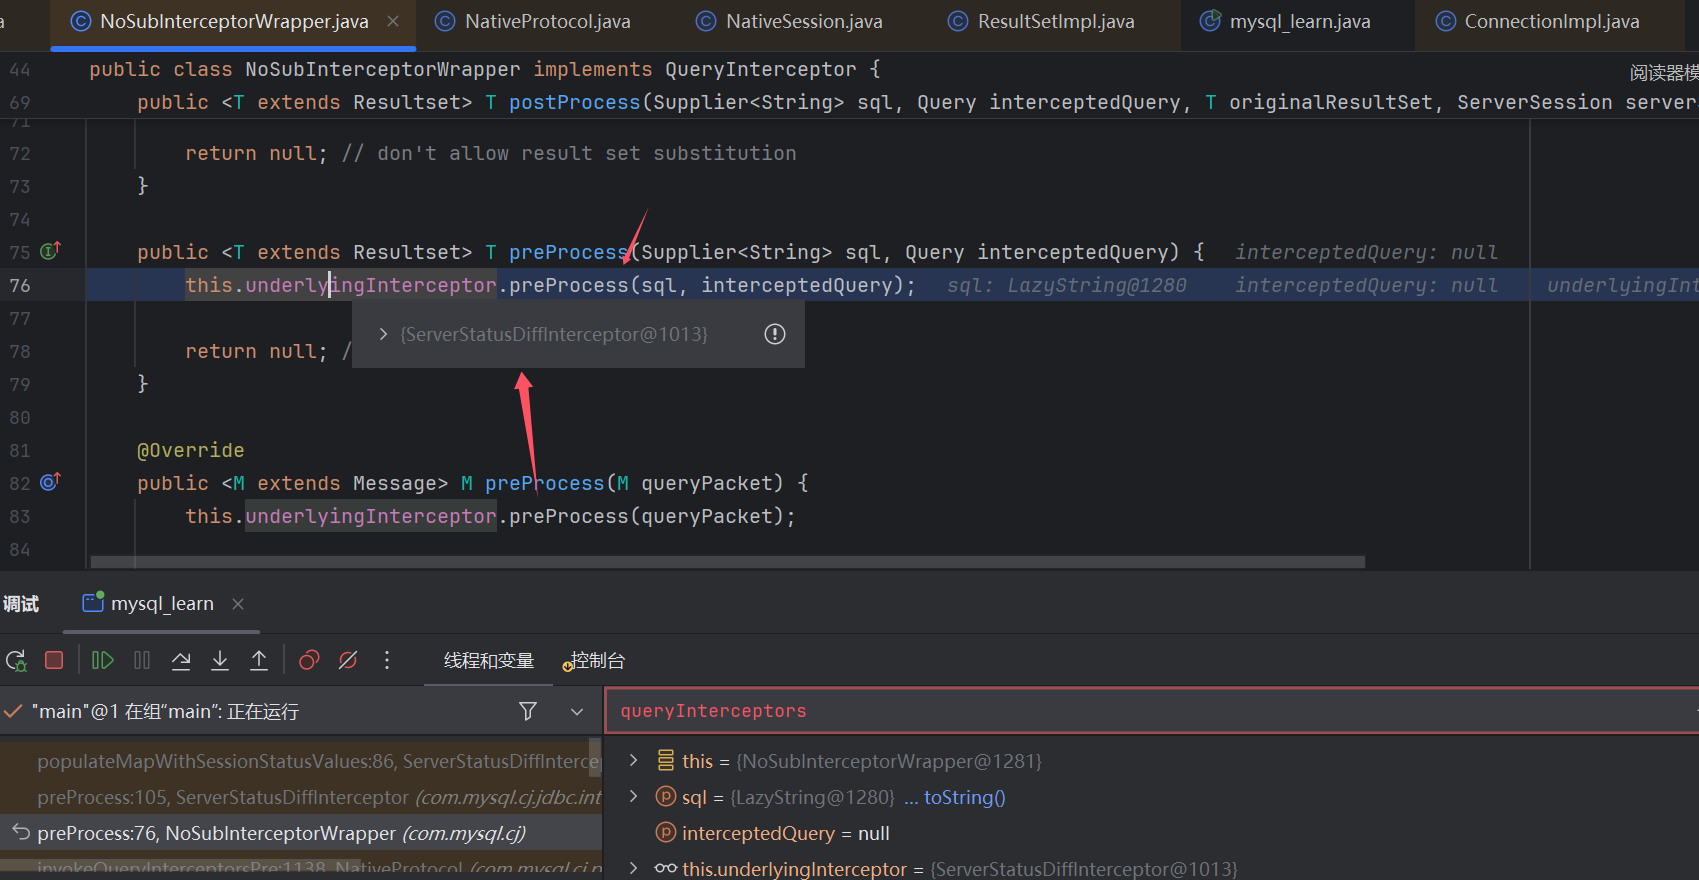 a NoSubInterceptorWrapper.java NativeProtocol.java NativeSession.java ResultSetImpl.java mysql_learn.java ConnectionImpl.java
44 public class NoSubInterceptorWrapper implements QueryInterceptor {
阅读器模
69 public <T extends Resultset> T postProcess(Supplier<String> sql, Query interceptedQuery, T originalResultSet, ServerSession server
71
72 return null; // don't allow result set substitution
73 }
74
75 public <T extends Resultset> T preProcess(Supplier<String> sql, Query interceptedQuery) { interceptedQuery: null
76 this.underlyingInterceptor.preProcess(sql, interceptedQuery); sql: LazyString@1280 interceptedQuery: null underlyingInt
77
{ServerStatusDiffInterceptor@1013}
78 return null; /
79 }
80
81 @Override
82 public <M extends Message> M preProcess(M queryPacket) {
83 this.underlyingInterceptor.preProcess(queryPacket);
84
调试 mysql_learn
线程和变量 控制台
"main"@1 在组“main”: 正在运行
queryInterceptors
populateMapWithSessionStatusValues:86, ServerStatusDiffInterce
preProcess:105, ServerStatusDiffInterceptor (com.mysql.cj.jdbc.int
preProcess:76, NoSubInterceptorWrapper (com.mysql.cj)
invokeQueryInterceptorsPre:1138, NativeProtocol (com.mysql.cj.p
this = {NoSubInterceptorWrapper@1281}
sql = {LazyString@1280} ... toString()
interceptedQuery = null
this.underlyingInterceptor = {ServerStatusDiffInterceptor@1013}